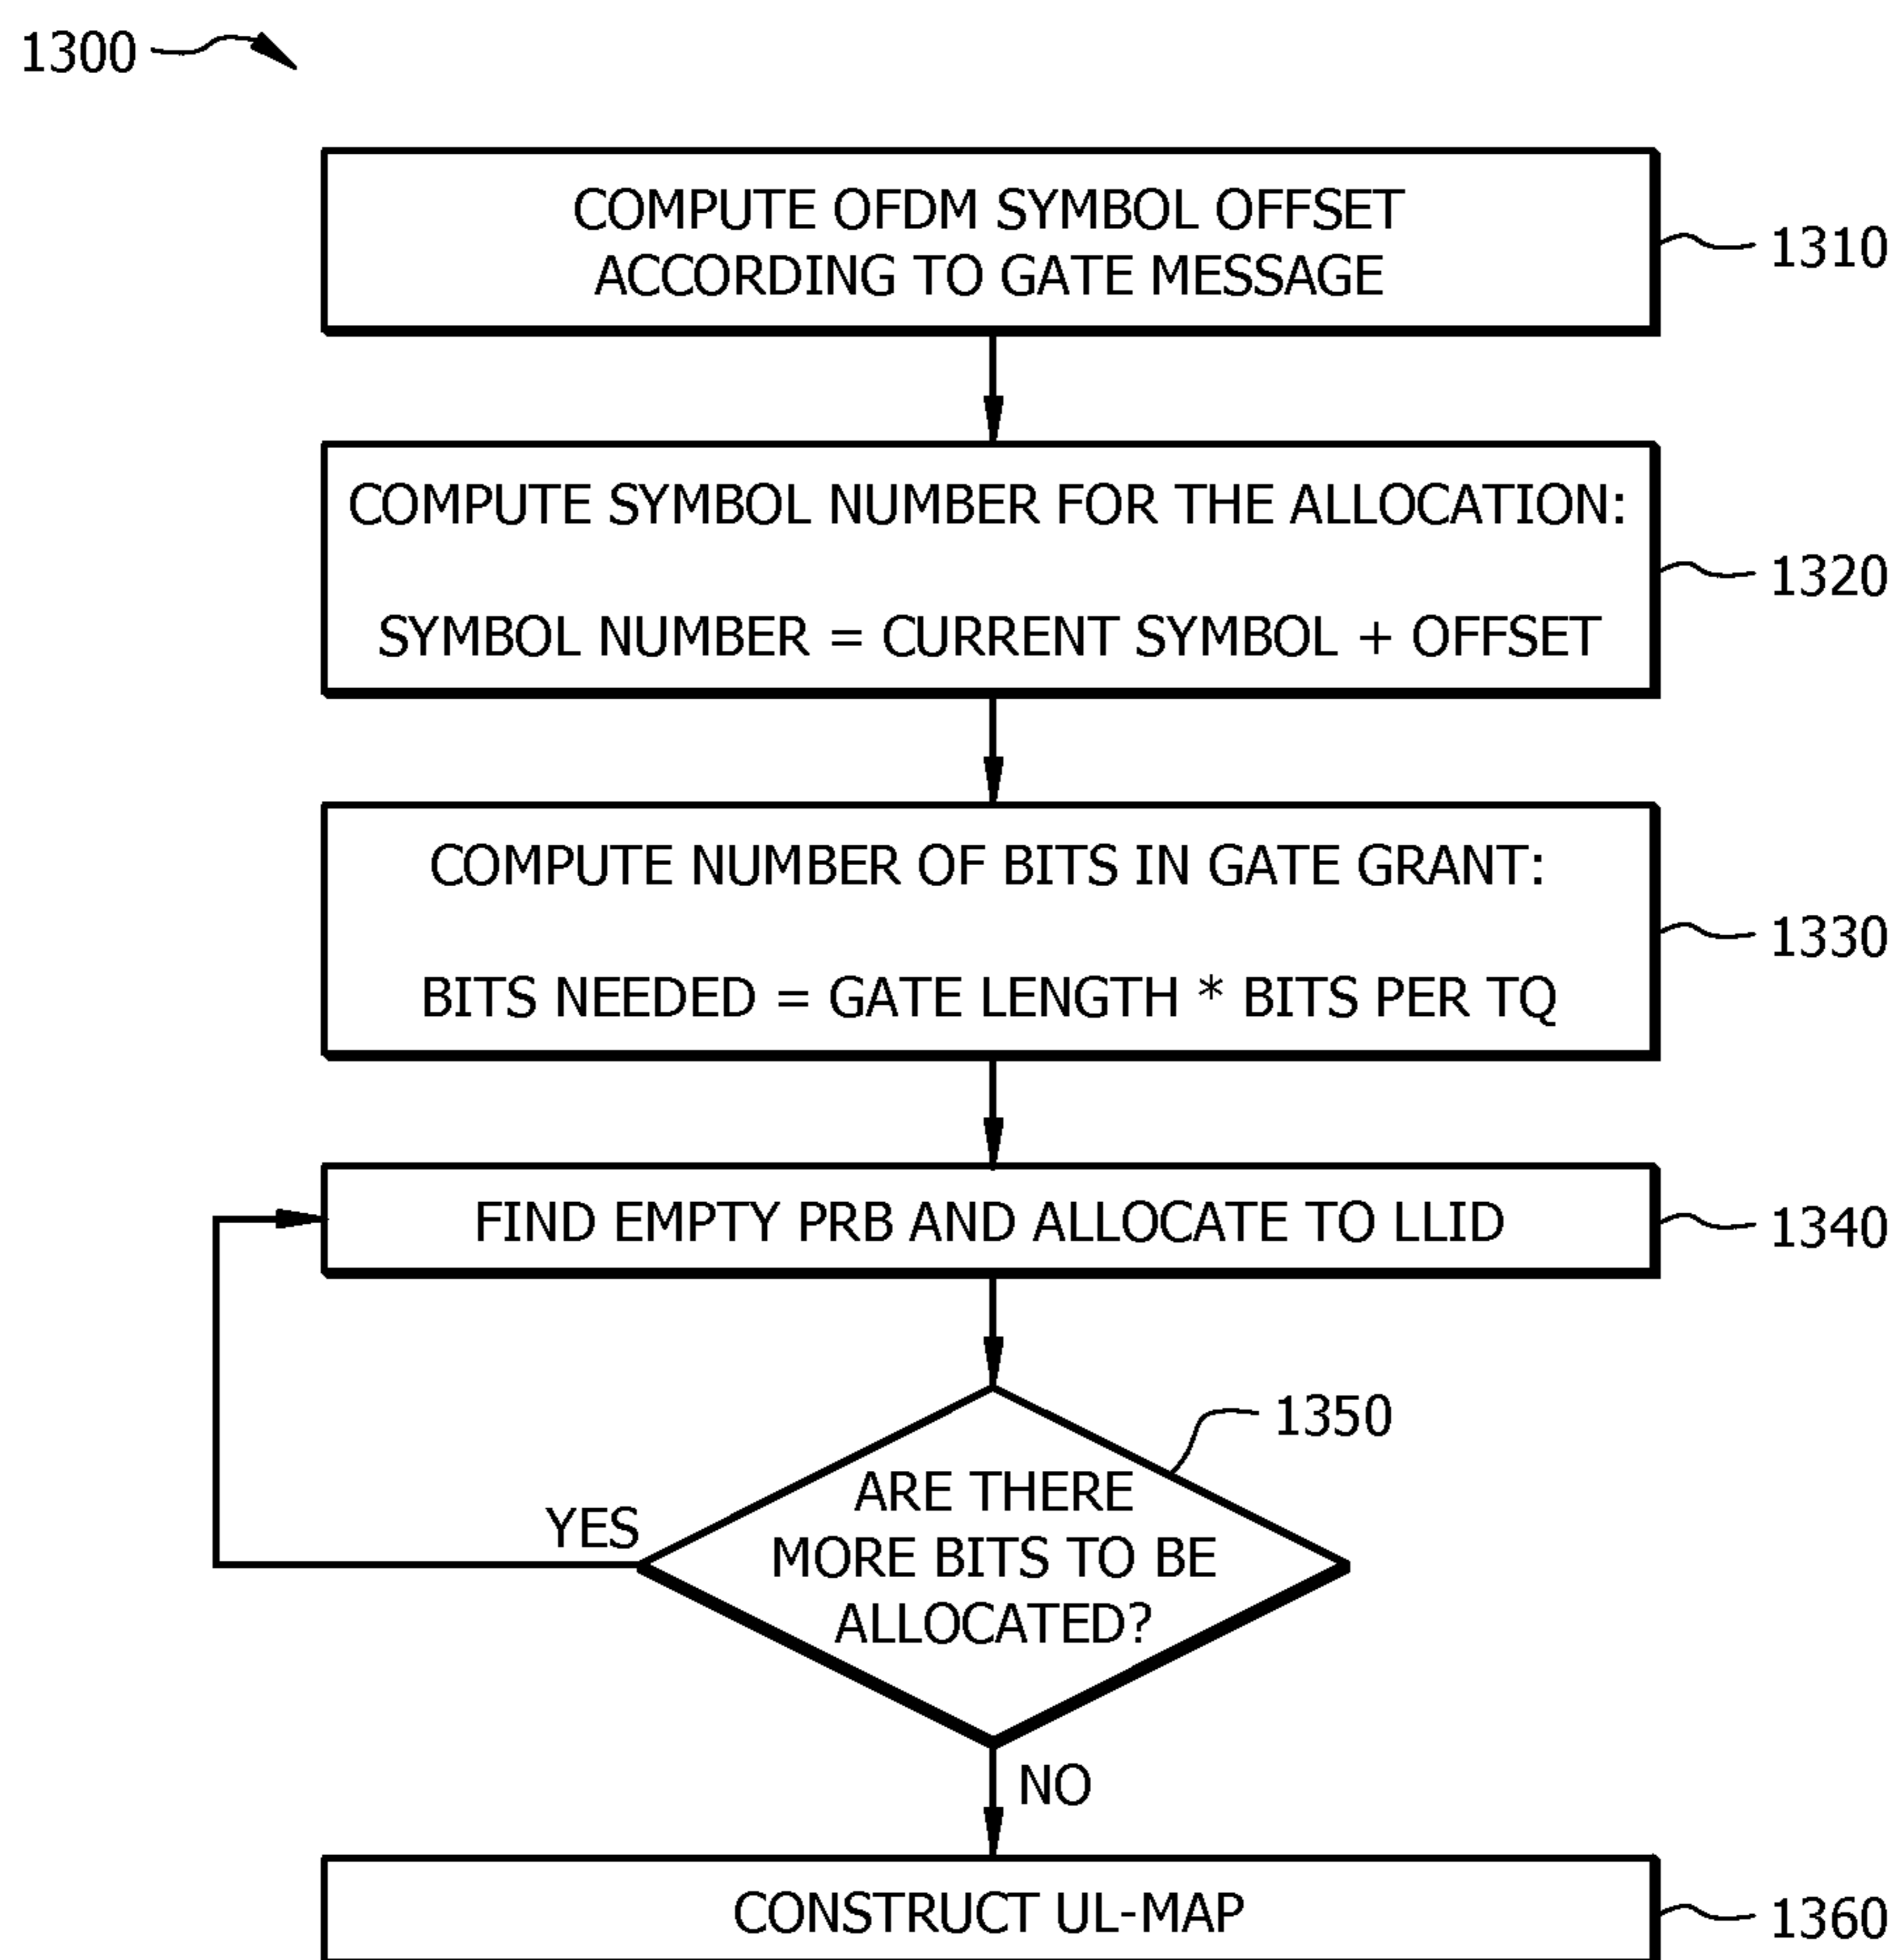 1300
COMPUTE OFDM SYMBOL OFFSET
ACCORDING TO GATE MESSAGE
1310
COMPUTE SYMBOL NUMBER FOR THE ALLOCATION:
SYMBOL NUMBER = CURRENT SYMBOL + OFFSET
1320
COMPUTE NUMBER OF BITS IN GATE GRANT:
BITS NEEDED = GATE LENGTH * BITS PER TQ
1330
FIND EMPTY PRB AND ALLOCATE TO LLID
1340
1350
ARE THERE
MORE BITS TO BE
ALLOCATED?
YES
NO
CONSTRUCT UL-MAP
1360